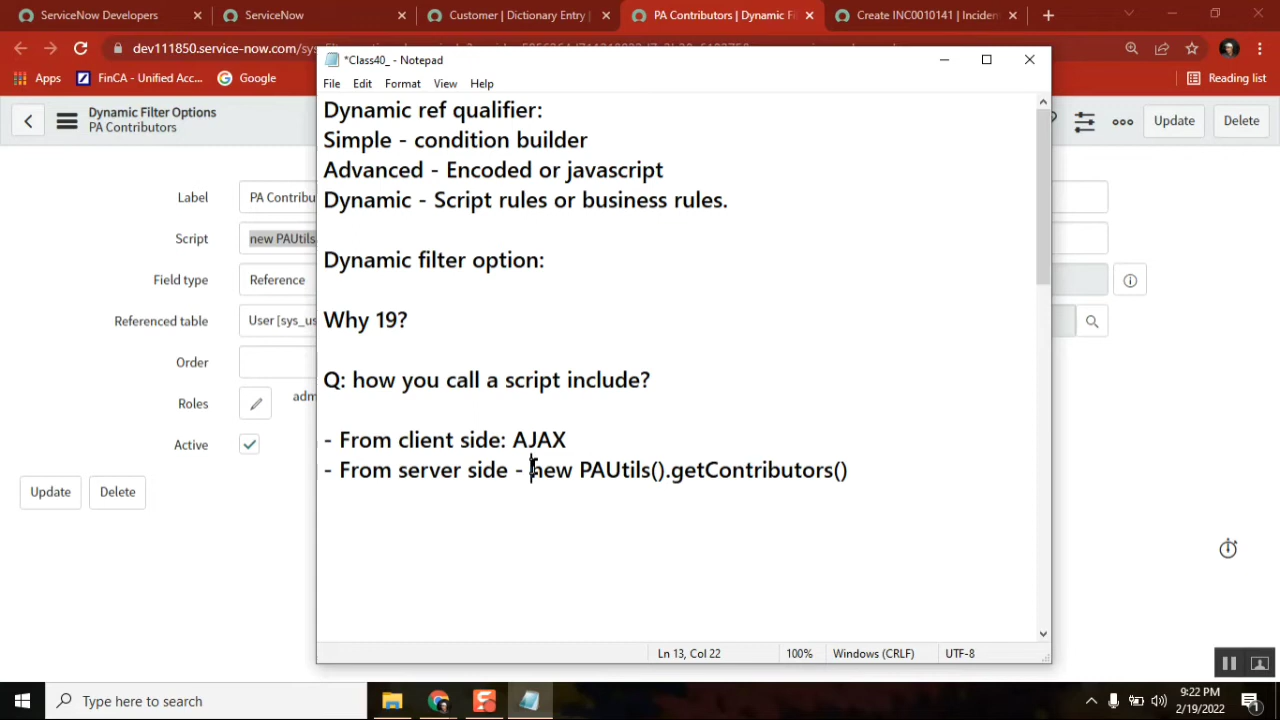 ServiceNow Developers
ServiceNow
Customer | Dictionary Entry |
PA Contributors | Dynamic Fi
Create INC0010141 | Inciden
dev111850.service-now.com/sy
Apps
FinCA - Unified Acc...
Google
Reading list
Dynamic Filter Options
PA Contributors
Update
Delete
Label
PA Contribu
Script
new PAUtils
Field type
Reference
Referenced table
User [sys_us
Order
Roles
adm
Active
Update
Delete
*Class40_ - Notepad
File Edit Format View Help
Dynamic ref qualifier:
Simple - condition builder
Advanced - Encoded or javascript
Dynamic - Script rules or business rules.
Dynamic filter option:
Why 19?
Q: how you call a script include?
- From client side: AJAX
- From server side - new PAUtils().getContributors()
Ln 13, Col 22
100%
Windows (CRLF)
UTF-8
Type here to search
9:22 PM
2/19/2022
1